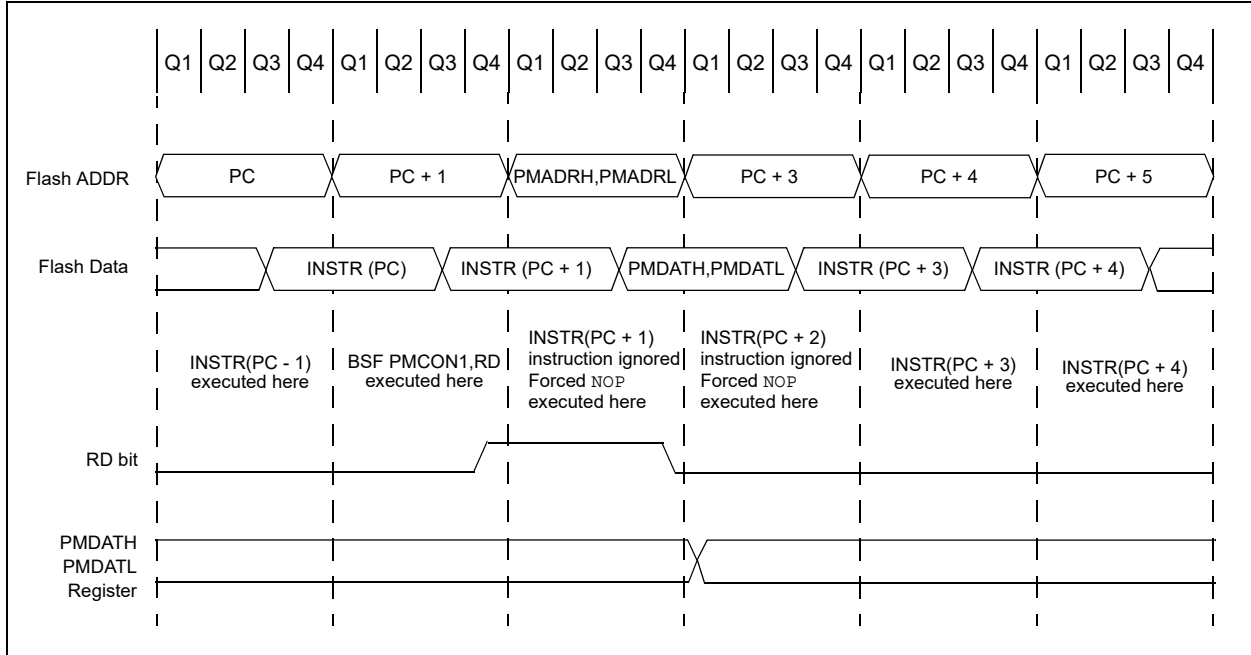 Q1 Q2 Q3 Q4 Q1 Q2 Q3 Q4 Q1 Q2 Q3 Q4 Q1 Q2 Q3 Q4 Q1 Q2 Q3 Q4 Q1 Q2 Q3 Q4
Flash ADDR PC PC + 1 PMADRH,PMADRL PC + 3 PC + 4 PC + 5
Flash Data INSTR (PC) INSTR (PC + 1) PMDATH,PMDATL INSTR (PC + 3) INSTR (PC + 4)
INSTR(PC - 1)
executed here
BSF PMCON1,RD
executed here
INSTR(PC + 1)
instruction ignored
Forced NOP
executed here
INSTR(PC + 2)
instruction ignored
Forced NOP
executed here
INSTR(PC + 3)
executed here
INSTR(PC + 4)
executed here
RD bit
PMDATH
PMDATL
Register